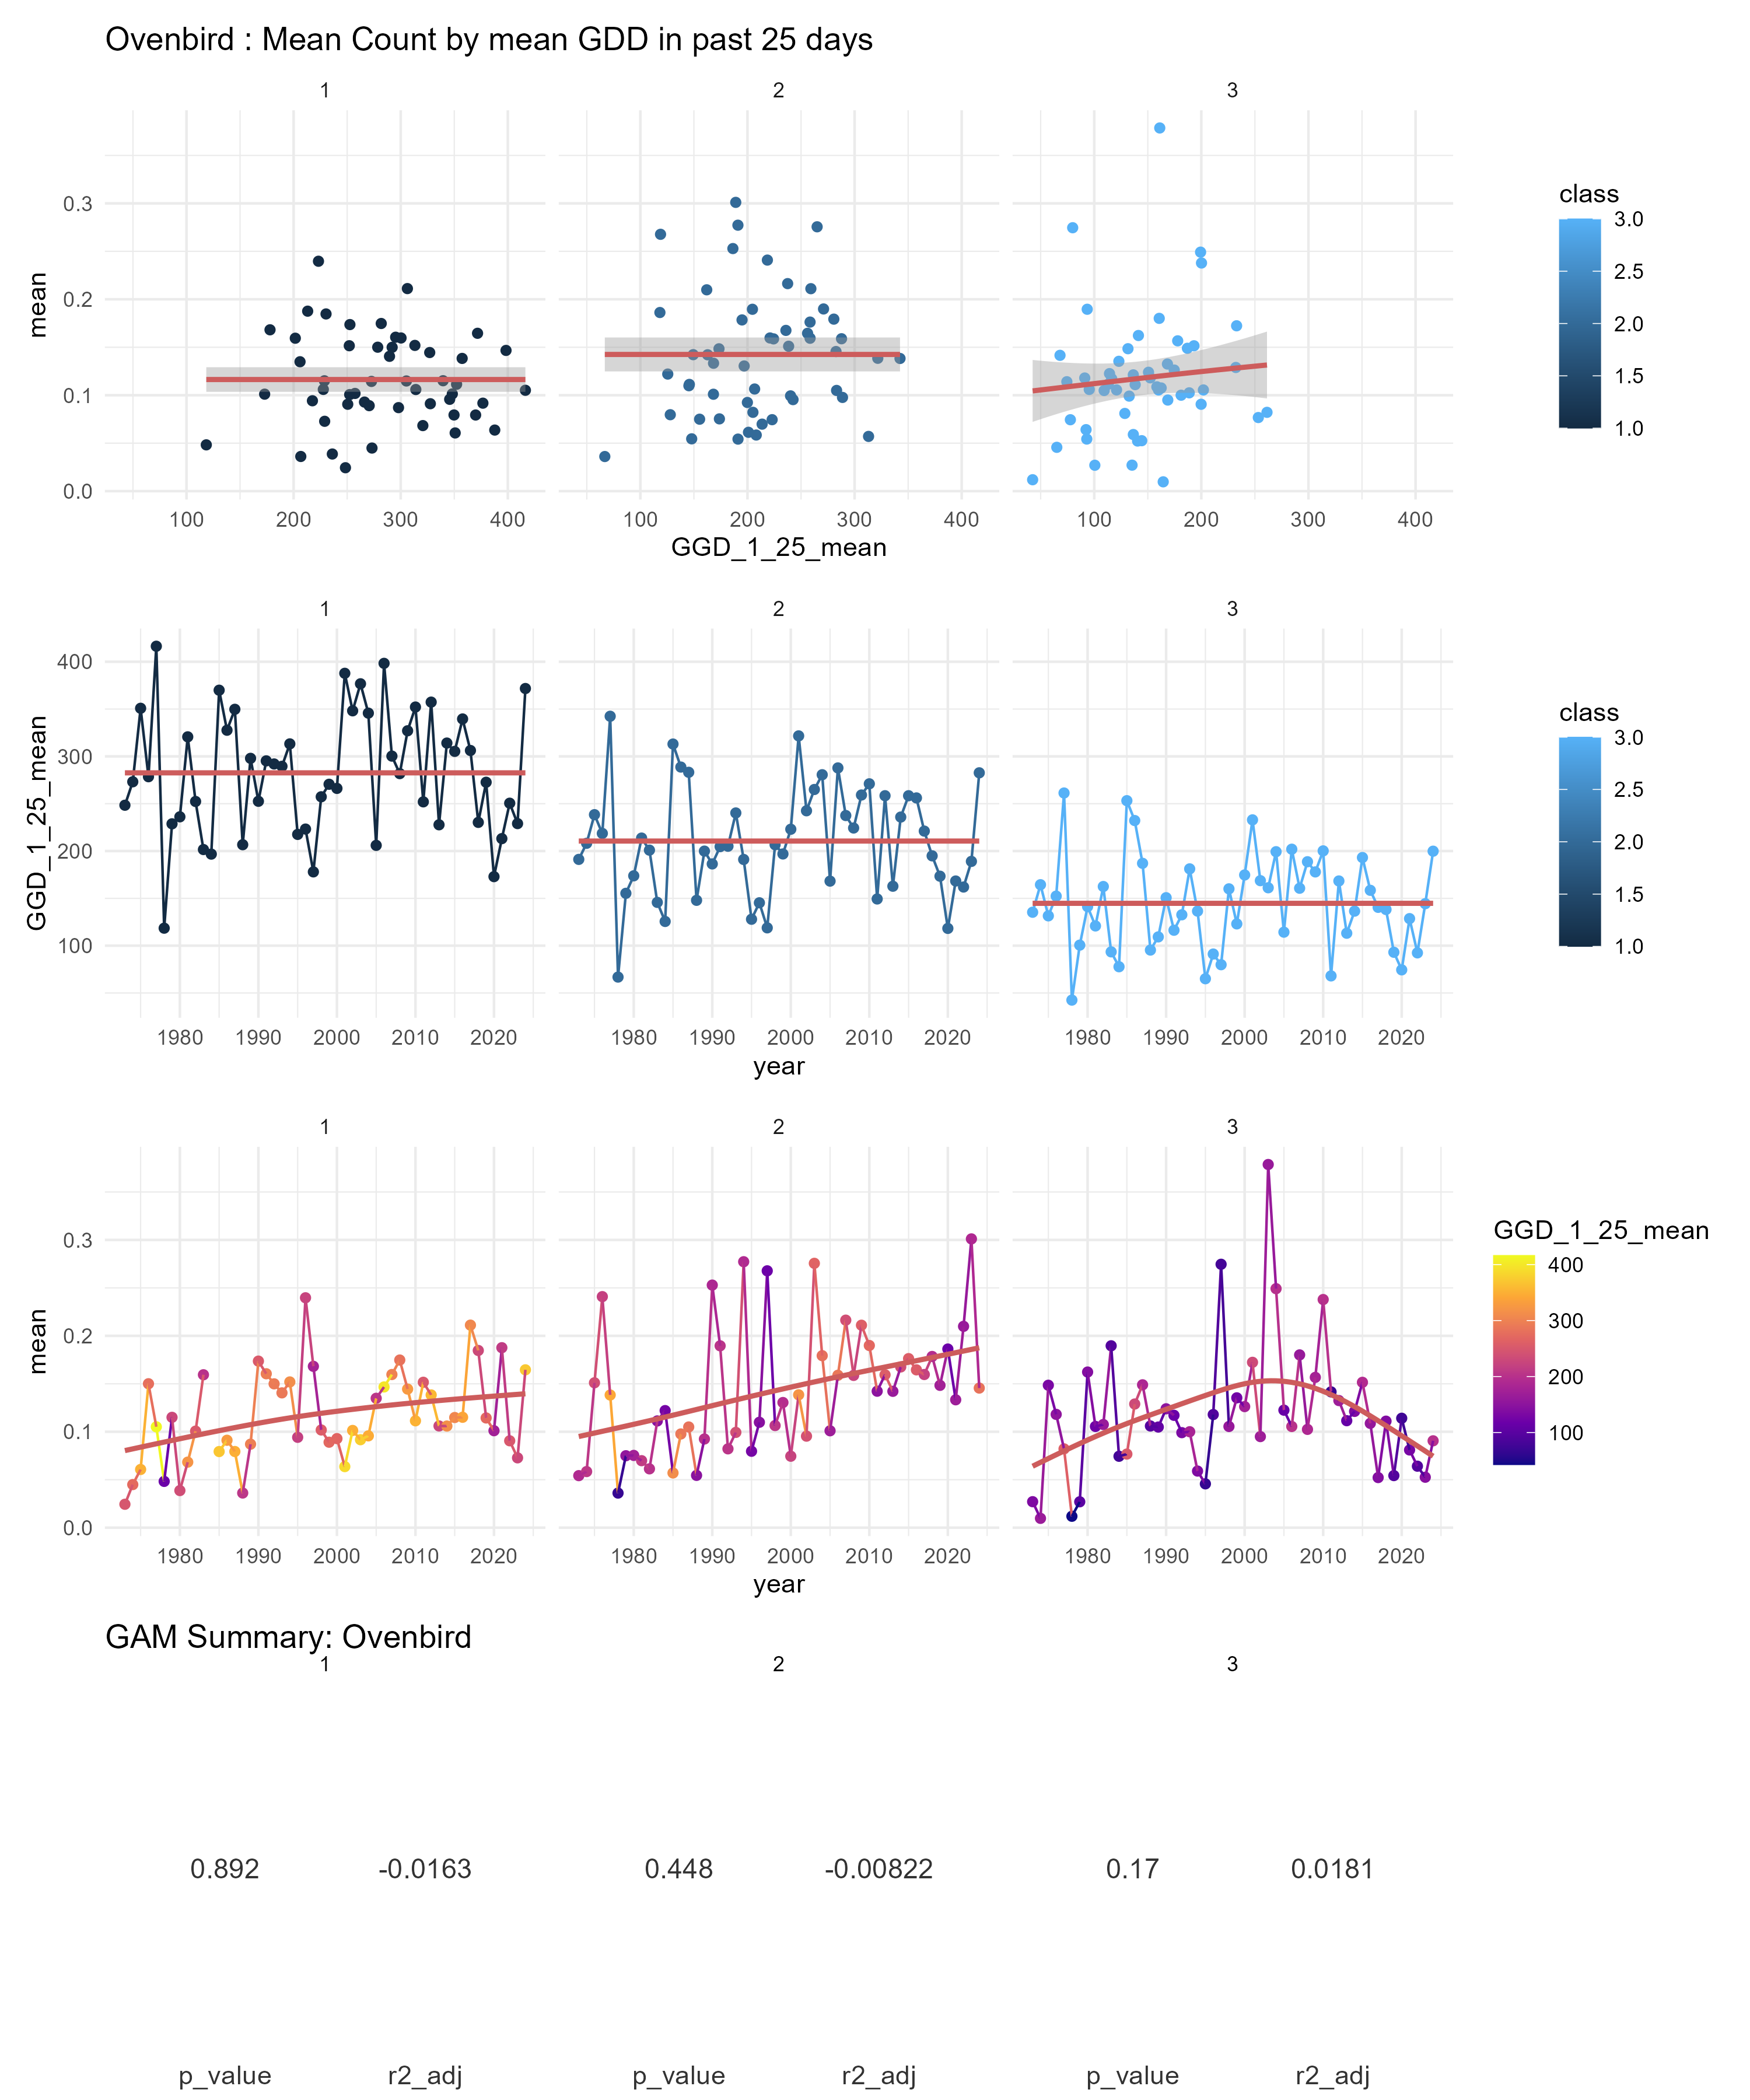 Ovenbird : Mean Count by mean GDD in past 25 days
1 2 3
mean
0.3
0.2
0.1
0.0
100 200 300 400 100 200 300 400 100 200 300 400
GGD_1_25_mean
class
3.0
2.5
2.0
1.5
1.0
1 2 3
GGD_1_25_mean
400
300
200
100
1980 1990 2000 2010 2020 1980 1990 2000 2010 2020 1980 1990 2000 2010 2020
year
class
3.0
2.5
2.0
1.5
1.0
1 2 3
mean
0.3
0.2
0.1
0.0
1980 1990 2000 2010 2020 1980 1990 2000 2010 2020 1980 1990 2000 2010 2020
year
GGD_1_25_mean
400
300
200
100
GAM Summary: Ovenbird
1 2 3
0.892 -0.0163 0.448 -0.00822 0.17 0.0181
p_value r2_adj p_value r2_adj p_value r2_adj